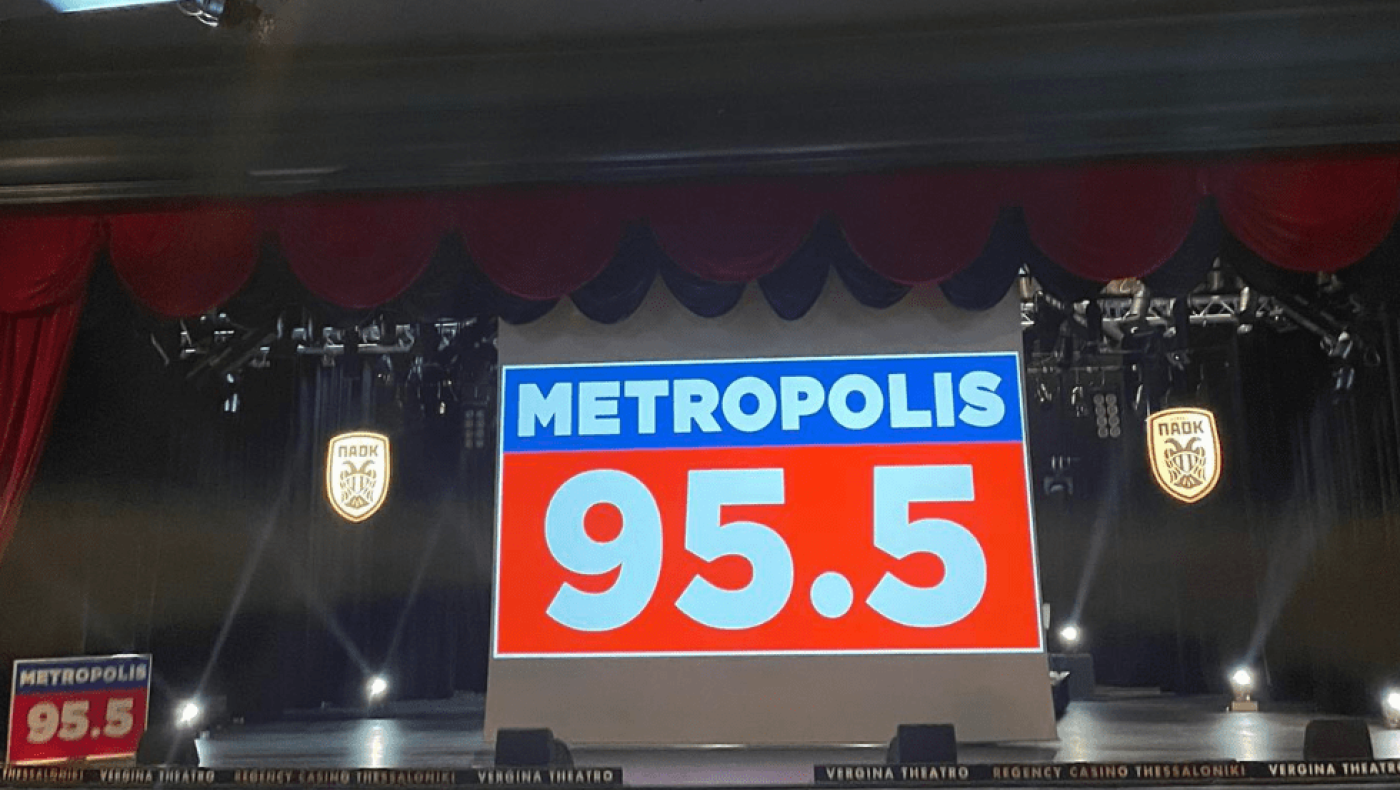 METROPOLIS
95.5
ΠΑΟΚ
ΠΑΟΚ
METROPOLIS
95.5
THESSALONIKI VERGINA THEATRO REGENCY CASINO THESSALONIKI VERGINA THEATRO
VERGINA THEATRO REGENCY CASINO THESSALONIKI VERGINA THEATRO